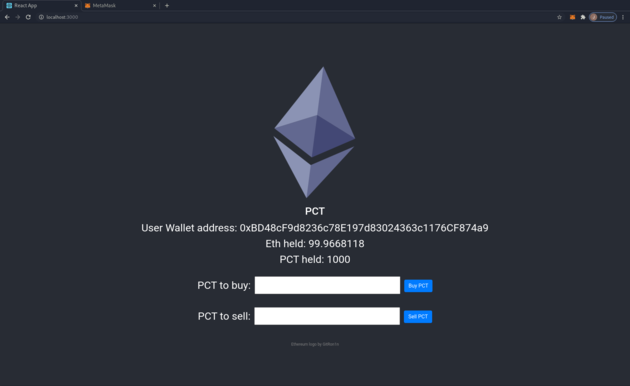 React App
MetaMask
localhost:3000
Paused
PCT
User Wallet address: 0xBD48cF9d8236c78E197d83024363c1176CF874a9
Eth held: 99.9668118
PCT held: 1000
PCT to buy:
Buy PCT
PCT to sell:
Sell PCT
Ethereum logo by